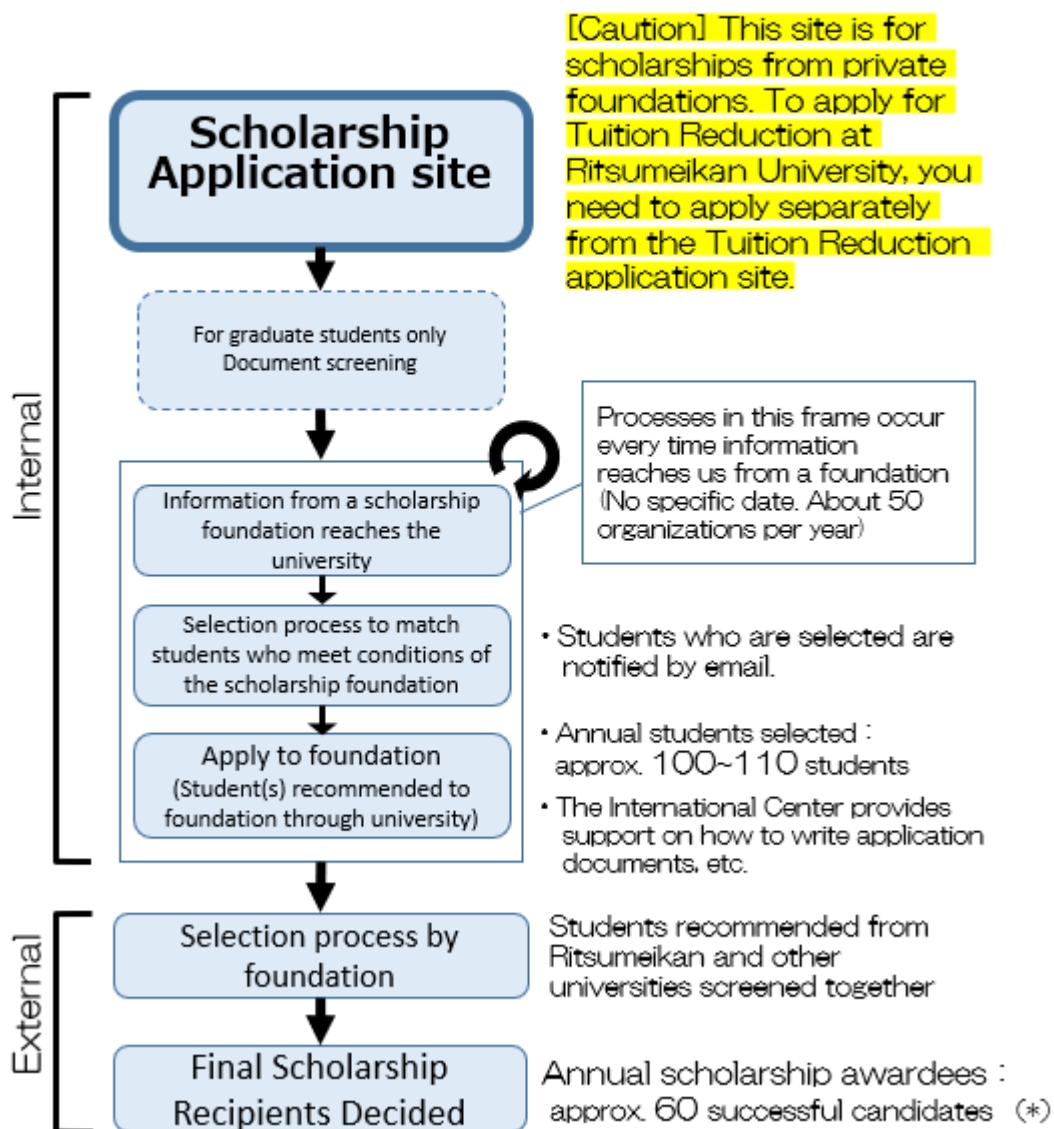 [Caution] This site is for
scholarships from private
foundations. To apply for
Tuition Reduction at
Ritsumeikan University, you
need to apply separately
from the Tuition Reduction
application site.
Internal
Scholarship
Application site
For graduate students only
Document screening
Processes in this frame occur
every time information
reaches us from a foundation
(No specific date. About 50
organizations per year)
Information from a scholarship
foundation reaches the
university
Selection process to match
students who meet conditions of
the scholarship foundation
・Students who are selected are
notified by email.
Apply to foundation
(Student(s) recommended to
foundation through university)
・Annual students selected :
approx. 100~110 students
・The International Center provides
support on how to write application
documents, etc.
External
Selection process by
foundation
Students recommended from
Ritsumeikan and other
universities screened together
Final Scholarship
Recipients Decided
Annual scholarship awardees :
approx. 60 successful candidates (*)